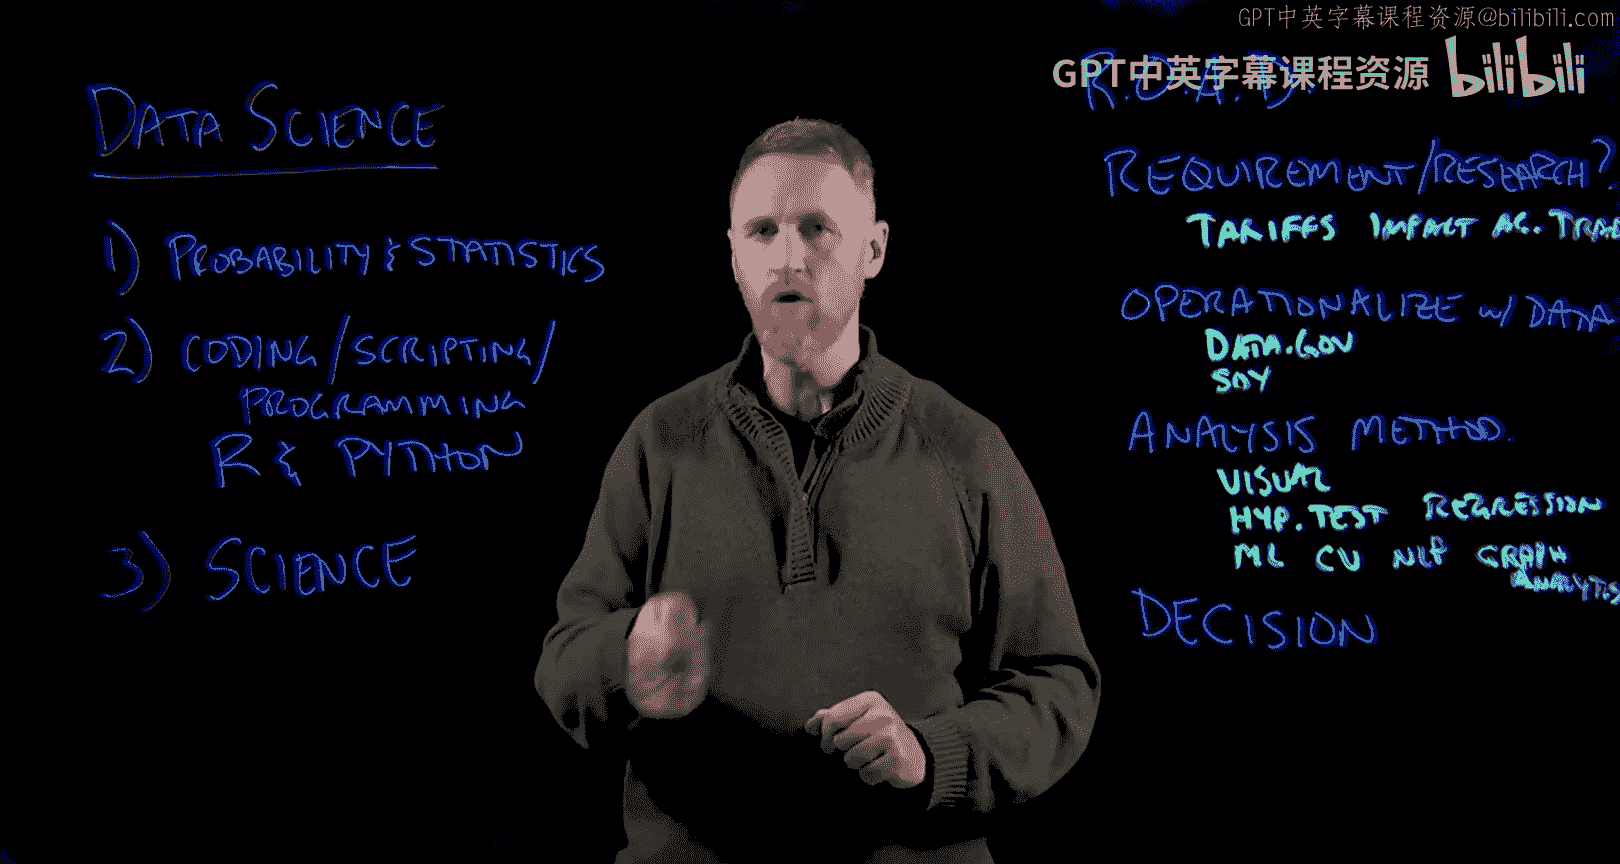 GPT中英字幕课程资源@bilibili.com
GPT中英字幕课程资源 bilibili
DATA SCIENCE
1) PROBABILITY & STATISTICS
2) CODING/SCRIPTING/
PROGRAMMING
R & PYTHON
3) SCIENCE
R.O.A.D.
REQUIREMENT/RESEARCH?
TARIFFS IMPACT AG. TRAD
OPERATIONALIZE w/ DATA
DATA.GOV
SOY
ANALYSIS METHOD.
VISUAL
HYP. TEST REGRESSION
ML CV NLP GRAPH
ANALYTICS
DECISION